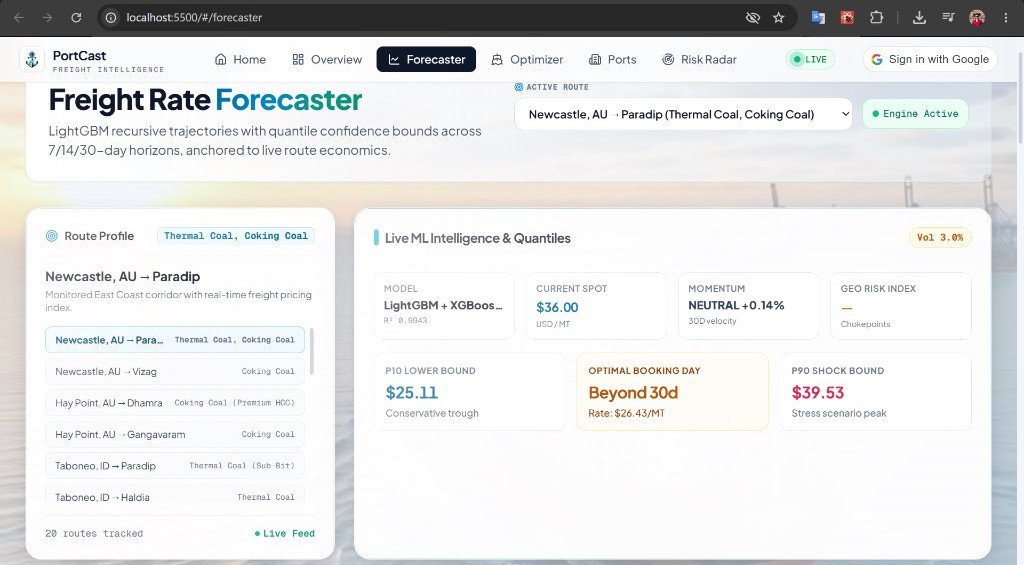 localhost:5500/#/forecaster
PortCast
FREIGHT INTELLIGENCE
Home
Overview
Forecaster
Optimizer
Ports
Risk Radar
LIVE
Sign in with Google
Freight Rate Forecaster
LightGBM recursive trajectories with quantile confidence bounds across
7/14/30-day horizons, anchored to live route economics.
ACTIVE ROUTE
Newcastle, AU → Paradip (Thermal Coal, Coking Coal)
Engine Active
Route Profile
Thermal Coal, Coking Coal
Newcastle, AU → Paradip
Monitored East Coast corridor with real-time freight pricing
index.
Newcastle, AU → Para... Thermal Coal, Coking Coal
Newcastle, AU → Vizag Coking Coal
Hay Point, AU → Dhamra Coking Coal (Premium HCC)
Hay Point, AU → Gangavaram Coking Coal
Taboneo, ID → Paradip Thermal Coal (Sub-Bit)
Taboneo, ID → Haldia Thermal Coal
20 routes tracked
Live Feed
Live ML Intelligence & Quantiles
Vol 3.0%
MODEL
LightGBM + XGBoos...
R² 0.9943
CURRENT SPOT
$36.00
USD/MT
MOMENTUM
NEUTRAL +0.14%
30D velocity
GEO RISK INDEX
—
Chokepoints
P10 LOWER BOUND
$25.11
Conservative trough
OPTIMAL BOOKING DAY
Beyond 30d
Rate: $26.43/MT
P90 SHOCK BOUND
$39.53
Stress scenario peak